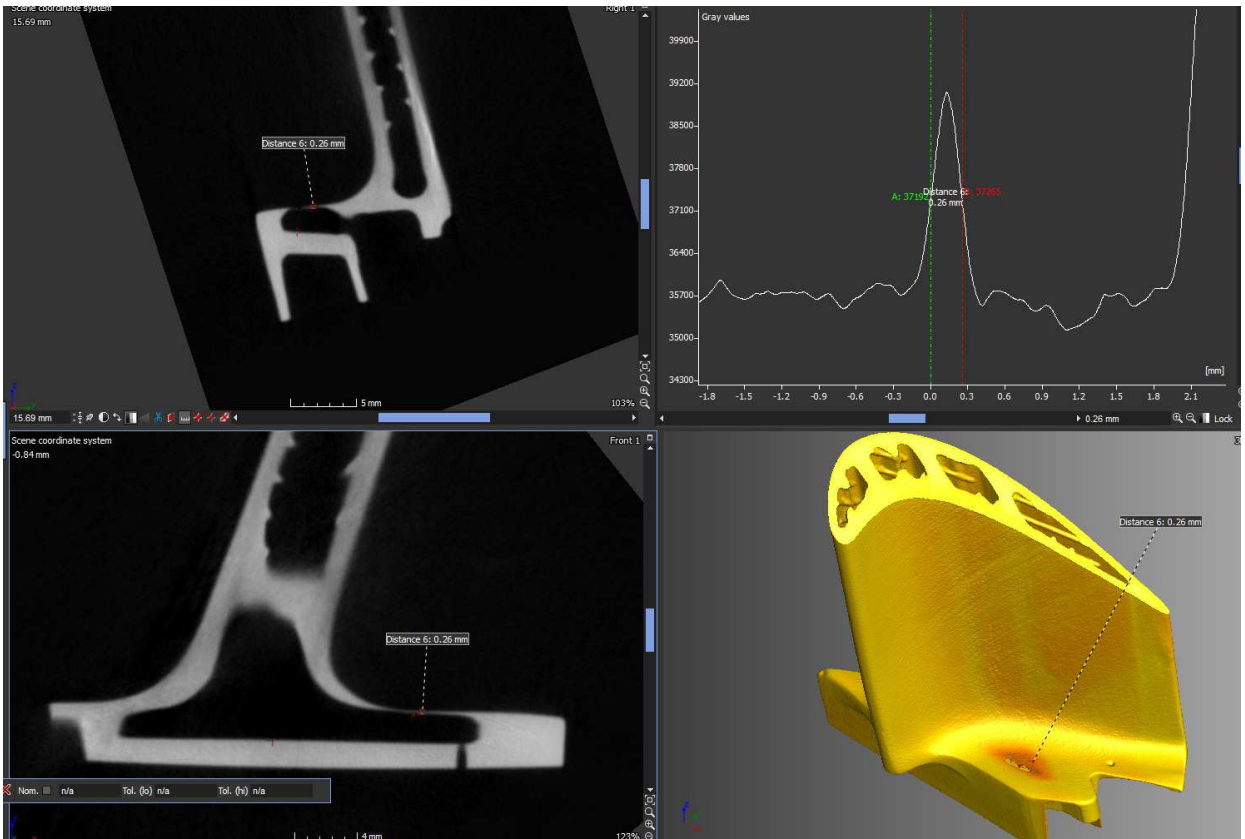 Scene coordinate system
15.69 mm
Right 1
Distance 6: 0.26 mm
5 mm
103%
15.69 mm
Gray values
39900
39200
38500
37800
37100
36400
35700
35000
34300
A: 37192
Distance 6:
0.26 mm
37265
[mm]
-1.8
-1.5
-1.2
-0.9
-0.6
-0.3
0.0
0.3
0.6
0.9
1.2
1.5
1.8
2.1
0.26 mm
Lock
Scene coordinate system
-0.84 mm
Front 1
Distance 6: 0.26 mm
Nom. n/a Tol. (lo) n/a Tol. (hi) n/a
4 mm
123%
Distance 6: 0.26 mm